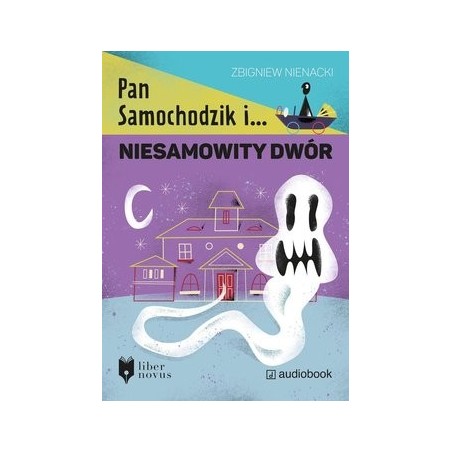 ZBIGNIEW NIENACKI
Pan
Samochodzik i...
NIESAMOWITY DWÓR
liber
novus
audiobook